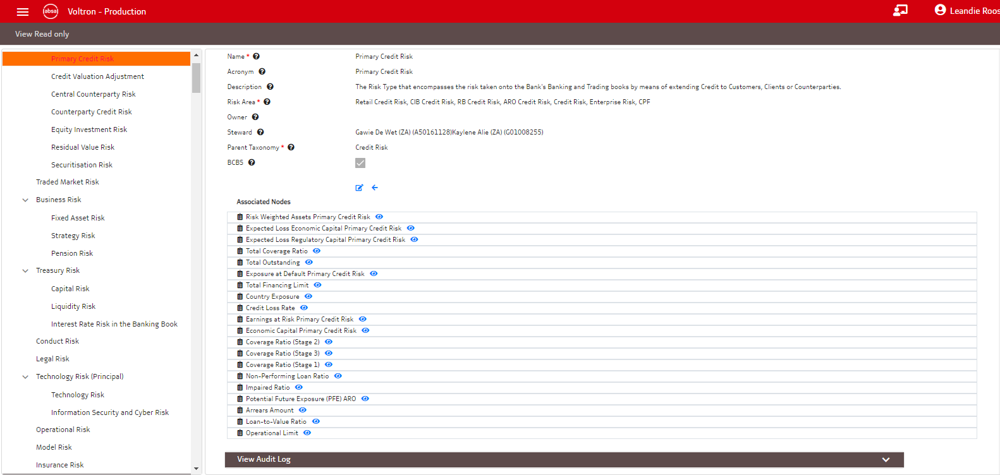 absa Voltron - Production
Leandie Roos
View Read only
Primary Credit Risk
Credit Valuation Adjustment
Central Counterparty Risk
Counterparty Credit Risk
Equity Investment Risk
Residual Value Risk
Securitisation Risk
Traded Market Risk
Business Risk
Fixed Asset Risk
Strategy Risk
Pension Risk
Treasury Risk
Capital Risk
Liquidity Risk
Interest Rate Risk in the Banking Book
Conduct Risk
Legal Risk
Technology Risk (Principal)
Technology Risk
Information Security and Cyber Risk
Operational Risk
Model Risk
Insurance Risk
Name * Primary Credit Risk
Acronym Primary Credit Risk
Description The Risk Type that encompasses the risk taken onto the Bank's Banking and Trading books by means of extending Credit to Customers, Clients or Counterparties.
Risk Area * Retail Credit Risk, CIB Credit Risk, RB Credit Risk, ARO Credit Risk, Credit Risk, Enterprise Risk, CPF
Owner
Steward Gawie De Wet (ZA) (A50161128)Kaylene Alie (ZA) (G01008255)
Parent Taxonomy * Credit Risk
BCBS
Associated Nodes
Risk Weighted Assets Primary Credit Risk
Expected Loss Economic Capital Primary Credit Risk
Expected Loss Regulatory Capital Primary Credit Risk
Total Coverage Ratio
Total Outstanding
Exposure at Default Primary Credit Risk
Total Financing Limit
Country Exposure
Credit Loss Rate
Earnings at Risk Primary Credit Risk
Economic Capital Primary Credit Risk
Coverage Ratio (Stage 2)
Coverage Ratio (Stage 3)
Coverage Ratio (Stage 1)
Non-Performing Loan Ratio
Impaired Ratio
Potential Future Exposure (PFE) ARO
Arrears Amount
Loan-to-Value Ratio
Operational Limit
View Audit Log